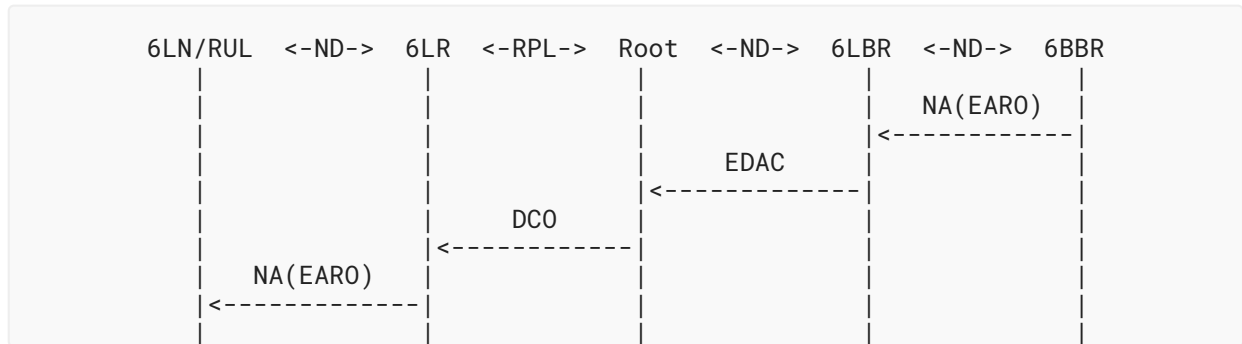 6LN/RUL <-ND-> 6LR <-RPL-> Root <-ND-> 6LBR <-ND-> 6BBR
NA(EARO)
<------------
EDAC
<-------------
DCO
<------------
NA(EARO)
<-------------